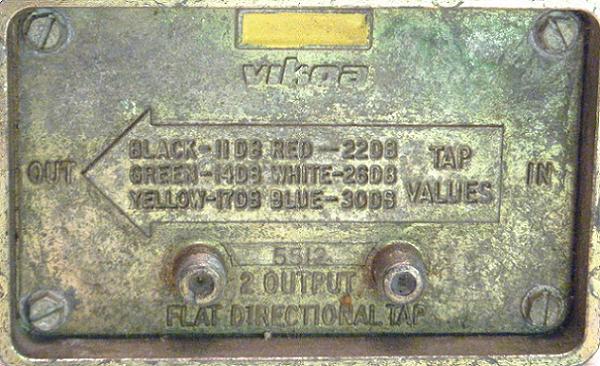 vikoa
BLACK-11DB RED-22DB
GREEN-14DB WHITE-26DB
YELLOW-17DB BLUE-30DB
TAP
VALUES
OUT
IN
5512
2 OUTPUT
FLAT DIRECTIONAL TAP